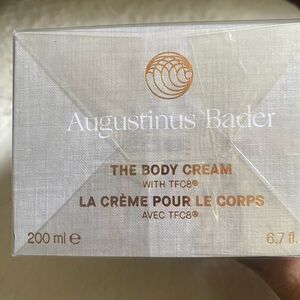 Augustinus Bader
THE BODY CREAM
WITH TFC8®
LA CRÈME POUR LE CORPS
AVEC TFC8®
200 ml ℮ 6.7 fl.